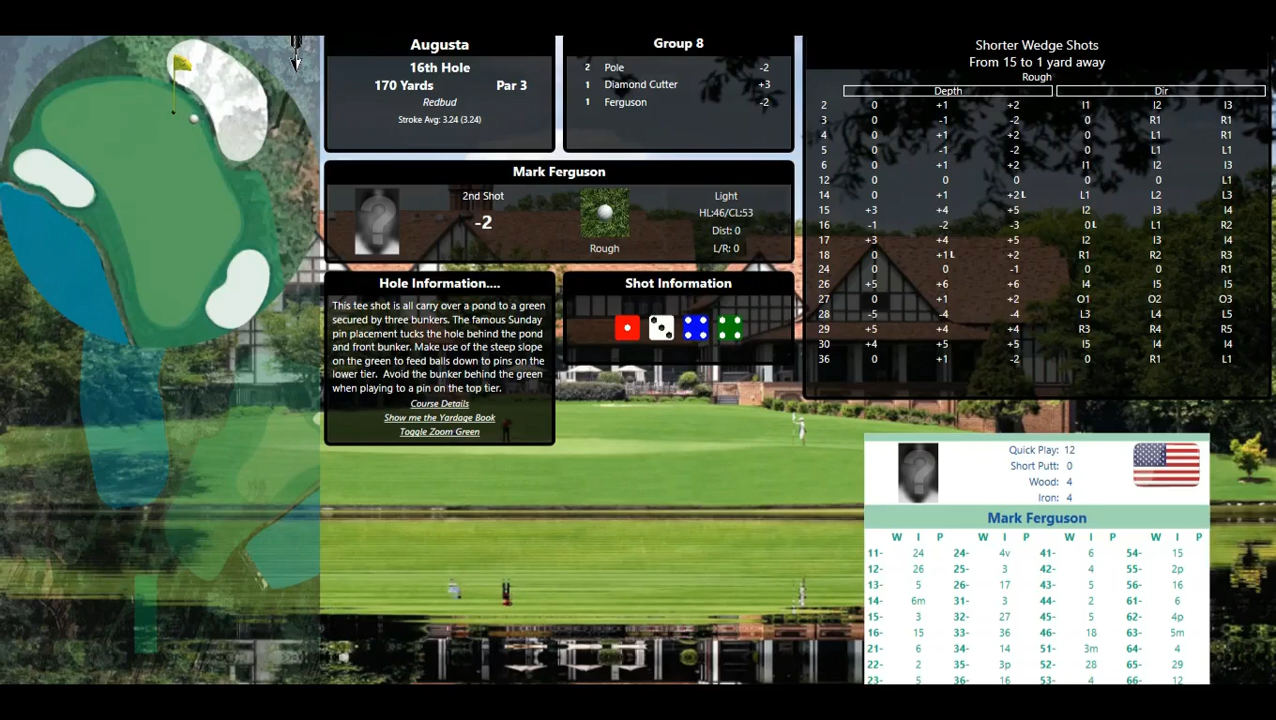 Augusta
16th Hole
170 Yards Par 3
Redbud
Stroke Avg: 3.24 (3.24)
Group 8
2 Pole -2
1 Diamond Cutter +3
1 Ferguson -2
Mark Ferguson
2nd Shot
-2
Rough
Light
HL:46/CL:53
Dist: 0
L/R: 0
Hole Information....
This tee shot is all carry over a pond to a green
secured by three bunkers. The famous Sunday
pin placement tucks the hole behind the pond
and front bunker. Make use of the steep slope
on the green to feed balls down to pins on the
lower tier. Avoid the bunker behind the green
when playing to a pin on the top tier.
Course Details
Show me the Yardage Book
Toggle Zoom Green
Shot Information
Shorter Wedge Shots
From 15 to 1 yard away
Rough
Depth Dir
2 0 +1 +2 I1 I2 I3
3 0 -1 -2 0 R1 R1
4 0 +1 +2 0 L1 R1
5 0 -1 -2 0 L1 L1
6 0 +1 +2 I1 I2 I3
12 0 0 0 0 0 L1
14 0 +1 +2L L1 L2 L3
15 +3 +4 +5 I2 I3 I4
16 -1 -2 -3 0L L1 R2
17 +3 +4 +5 I2 I3 I4
18 0 +1L +2 R1 R2 R3
24 0 0 -1 0 0 R1
26 +5 +6 +6 I4 I5 I5
27 0 +1 +2 O1 O2 O3
28 -5 -4 -4 L3 L4 L5
29 +5 +4 +4 R3 R4 R5
30 +4 +5 +5 I5 I4 I4
36 0 +1 -2 0 R1 L1
Quick Play: 12
Short Putt: 0
Wood: 4
Iron: 4
Mark Ferguson
W I P W I P W I P W I P
11- 24 24- 4v 41- 6 54- 15
12- 26 25- 3 42- 4 55- 2p
13- 5 26- 17 43- 5 56- 16
14- 6m 31- 3 44- 2 61- 6
15- 3 32- 27 45- 5 62- 4p
16- 15 33- 36 46- 18 63- 5m
21- 6 34- 14 51- 3m 64- 4
22- 2 35- 3p 52- 28 65- 29
23- 5 36- 16 53- 4 66- 12